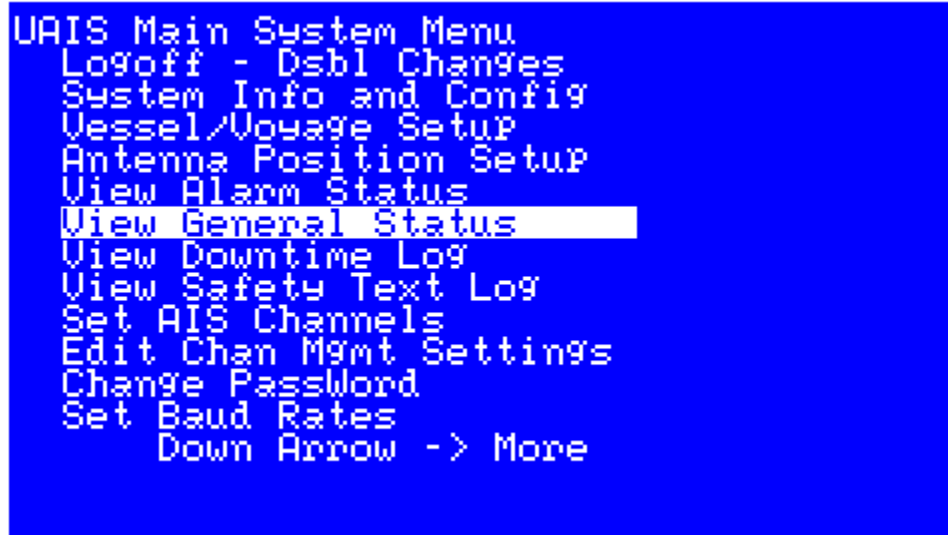 UAIS Main System Menu
Logoff - Dsbl Changes
System Info and Config
Vessel/Voyage Setup
Antenna Position Setup
View Alarm Status
View General Status
View Downtime Log
View Safety Text Log
Set AIS Channels
Edit Chan Mgmt Settings
Change PassWord
Set Baud Rates
Down Arrow -> More